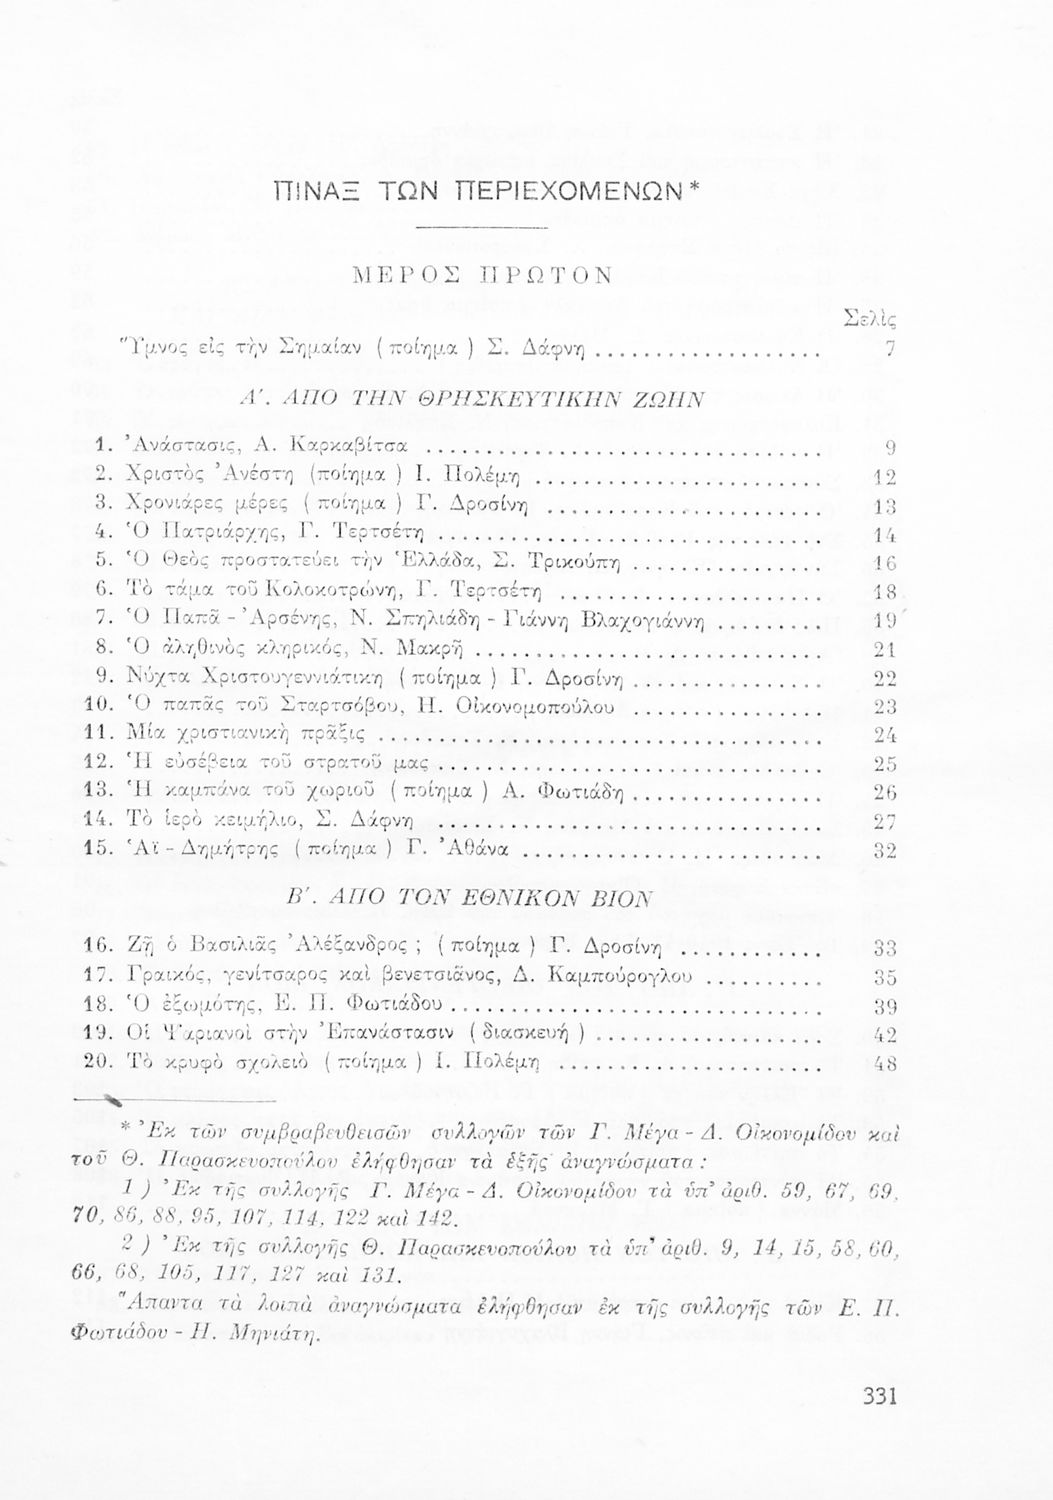 ΠΙΝΑΞ ΤΩΝ ΠΕΡΙΕΧΟΜΕΝΩΝ*
ΜΕΡΟΣ ΠΡΩΤΟΝ
Σελὶς
Ὕμνος εἰς τὴν Σημαίαν ( ποίημα ) Σ. Δάφνη .................... 7
Α΄. ΑΠΟ ΤΗΝ ΘΡΗΣΚΕΥΤΙΚΗΝ ΖΩΗΝ
1. Ἀνάστασις, Α. Καρκαβίτσα .................... 9
2. Χριστὸς Ἀνέστη (ποίημα ) Ι. Πολέμη .................... 12
3. Χρονιάρες μέρες ( ποίημα ) Γ. Δροσίνη .................... 13
4. Ὁ Πατριάρχης, Γ. Τερτσέτη .................... 14
5. Ὁ Θεὸς προστατεύει τὴν Ἑλλάδα, Σ. Τρικούπη .................... 16
6. Τὸ τάμα τοῦ Κολοκοτρώνη, Γ. Τερτσέτη .................... 18
7. Ὁ Παπᾶ - Ἀρσένης, Ν. Σπηλιάδη - Γιάννη Βλαχογιάννη .......... 19
8. Ὁ ἀληθινὸς κληρικός, Ν. Μακρῆ .................... 21
9. Νύχτα Χριστουγεννιάτικη ( ποίημα ) Γ. Δροσίνη .................... 22
10. Ὁ παπᾶς τοῦ Σταρτσόβου, Η. Οἰκονομοπούλου .................... 23
11. Μία χριστιανικὴ πρᾶξις .................... 24
12. Ἡ εὐσέβεια τοῦ στρατοῦ μας .................... 25
13. Ἡ καμπάνα τοῦ χωριοῦ ( ποίημα ) Α. Φωτιάδη .................... 26
14. Τὸ ἱερὸ κειμήλιο, Σ. Δάφνη .................... 27
15. Ἁϊ - Δημήτρης ( ποίημα ) Γ. Ἀθάνα .................... 32
Β΄. ΑΠΟ ΤΟΝ ΕΘΝΙΚΟΝ ΒΙΟΝ
16. Ζῇ ὁ Βασιλιᾶς Ἀλέξανδρος ; ( ποίημα ) Γ. Δροσίνη ............ 33
17. Γραικός, γενίτσαρος καὶ βενετσιᾶνος, Δ. Καμπούρογλου .......... 35
18. Ὁ ἐξωμότης, Ε. Π. Φωτιάδου .................... 39
19. Οἱ Ψαριανοὶ στὴν Ἐπανάστασιν ( διασκευή ) .................... 42
20. Τὸ κρυφὸ σχολειὸ ( ποίημα ) Ι. Πολέμη .................... 48
* Ἐκ τῶν συμβραβευθεισῶν συλλογῶν τῶν Γ. Μέγα - Δ. Οἰκονομίδου καὶ
τοῦ Θ. Παρασκευοπούλου ἐλήφθησαν τὰ ἑξῆς ἀναγνώσματα :
1 ) Ἐκ τῆς συλλογῆς Γ. Μέγα - Δ. Οἰκονομίδου τὰ ὑπ' ἀριθ. 59, 67, 69,
70, 86, 88, 95, 107, 114, 122 καὶ 142.
2 ) Ἐκ τῆς συλλογῆς Θ. Παρασκευοπούλου τὰ ὑπ' ἀριθ. 9, 14, 15, 58, 60,
66, 68, 105, 117, 127 καὶ 131.
Ἅπαντα τὰ λοιπὰ ἀναγνώσματα ἐλήφθησαν ἐκ τῆς συλλογῆς τῶν Ε. Π.
Φωτιάδου - Η. Μηνιάτη.
331